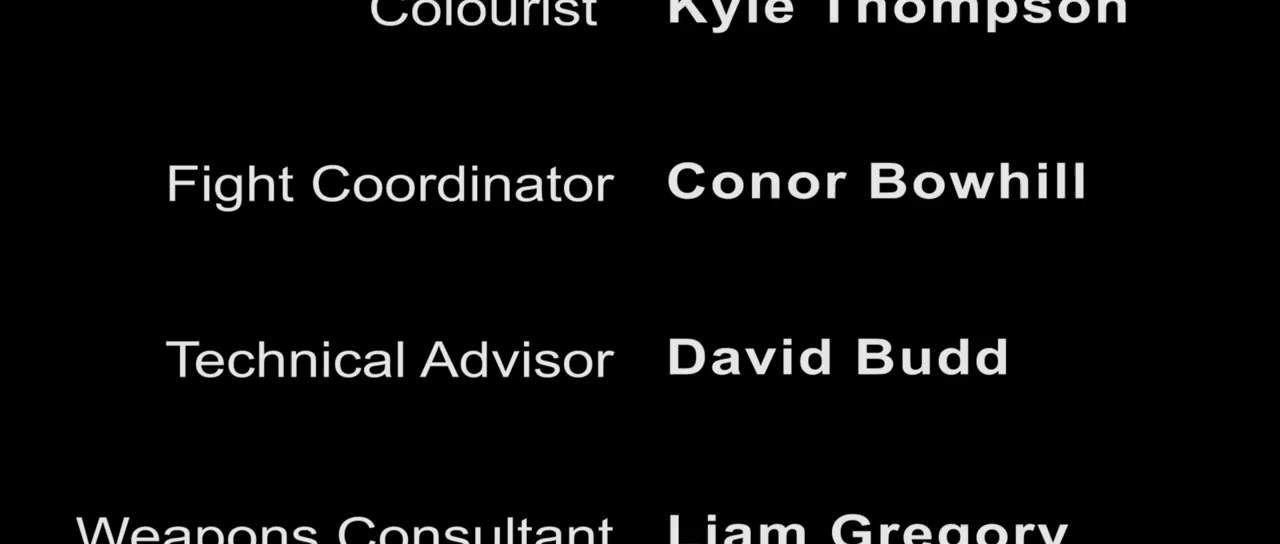 Colourist Kyle Thompson
Fight Coordinator Conor Bowhill
Technical Advisor David Budd
Weapons Consultant Liam Gregory